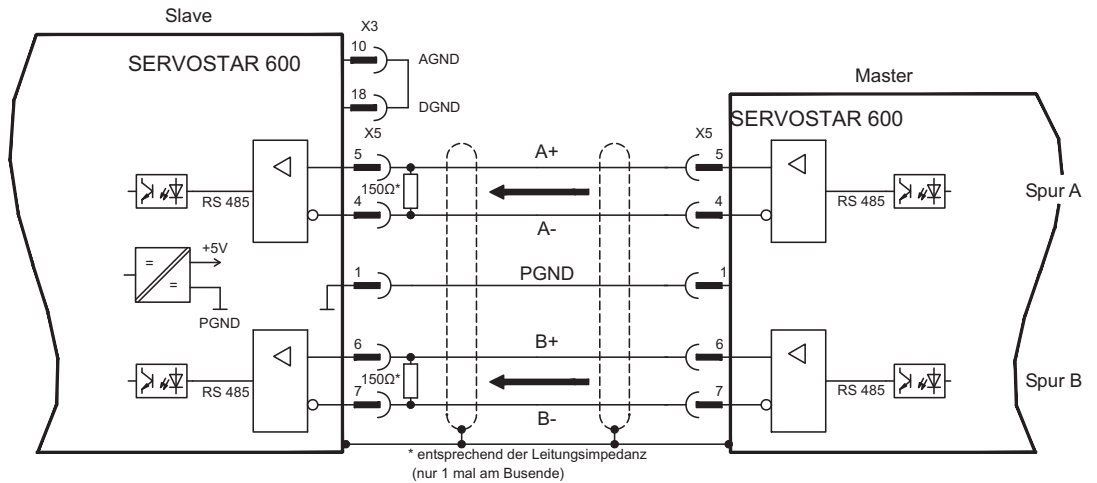 Slave
X3
10
AGND
SERVOSTAR 600
Master
18
DGND
X5
X5
SERVOSTAR 600
5
A+
5
150Ω*
Spur A
RS 485
4
4
RS 485
A-
+5V
=
=
1
PGND
1
PGND
6
B+
6
150Ω*
Spur B
RS 485
7
7
RS 485
B-
* entsprechend der Leitungsimpedanz
(nur 1 mal am Busende)